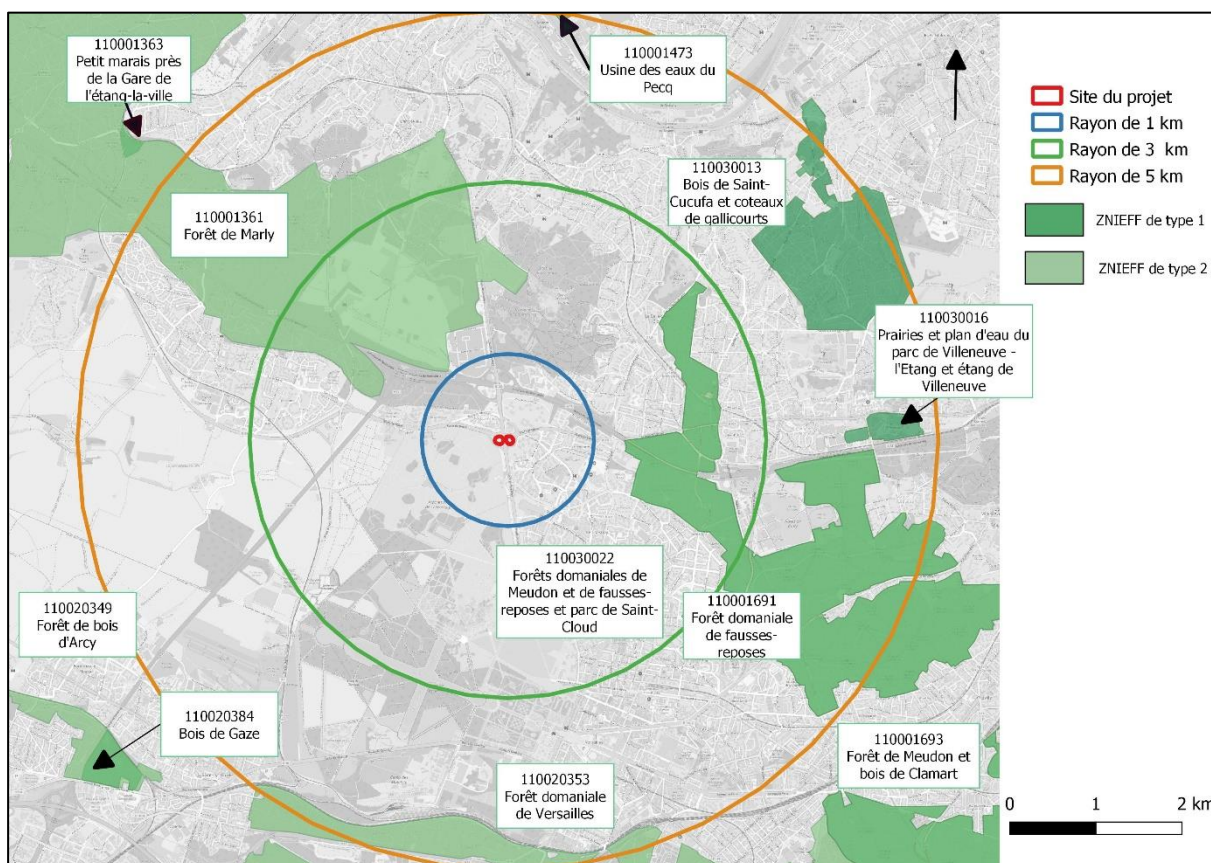 110001363
Petit marais près
de la Gare de
l'étang-la-ville
110001473
Usine des eaux du
Pecq
110030013
Bois de Saint-
Cucufa et coteaux
de gallicourts
110001361
Forêt de Marly
110030016
Prairies et plan d'eau du
parc de Villeneuve -
l'Etang et étang de
Villeneuve
110030022
Forêts domaniales de
Meudon et de fausses-
reposes et parc de Saint-
Cloud
110001691
Forêt domaniale
de fausses-
reposes
110020349
Forêt de bois
d'Arcy
110020384
Bois de Gaze
110020353
Forêt domaniale
de Versailles
110001693
Forêt de Meudon et
bois de Clamart
Site du projet
Rayon de 1 km
Rayon de 3 km
Rayon de 5 km
ZNIEFF de type 1
ZNIEFF de type 2
0 1 2 km